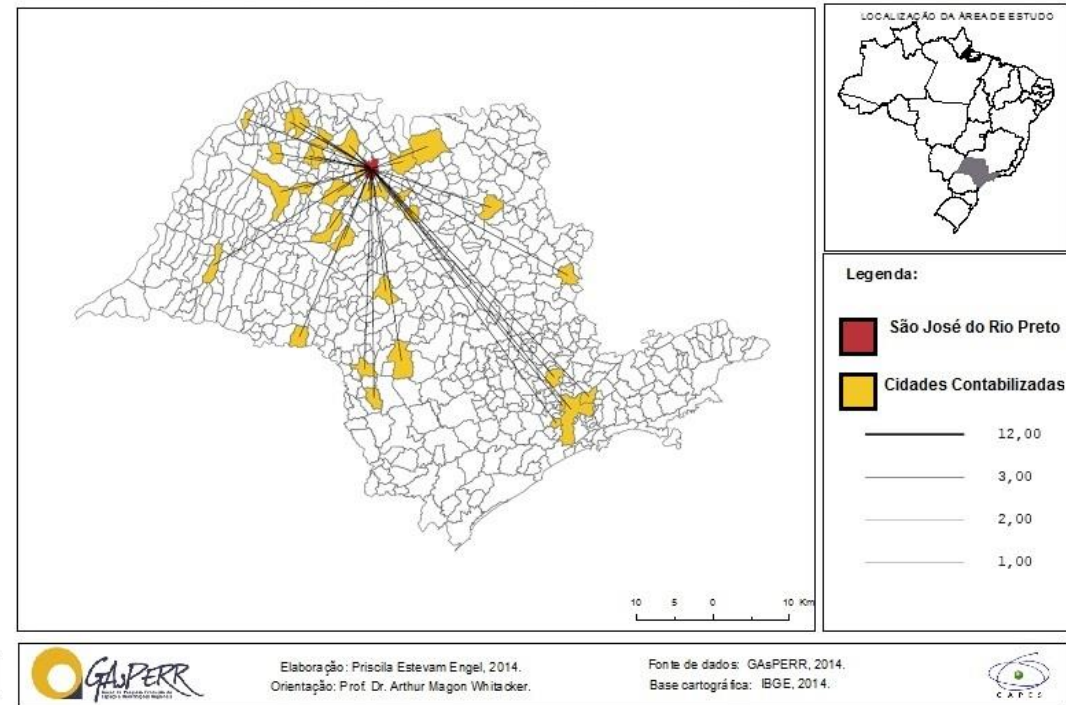 LOCALIZAÇÃO DA ÁREA DE ESTUDO
Legenda:
São José do Rio Preto
Cidades Contabilizadas
12,00
3,00
2,00
1,00
10 5 0 10 Km
GAsPERR
Elaboração: Priscila Estevam Engel, 2014.
Orientação: Prof. Dr. Arthur Magon Whitacker.
Fonte de dados: GAsPERR, 2014.
Base cartográfica: IBGE, 2014.
CAPES